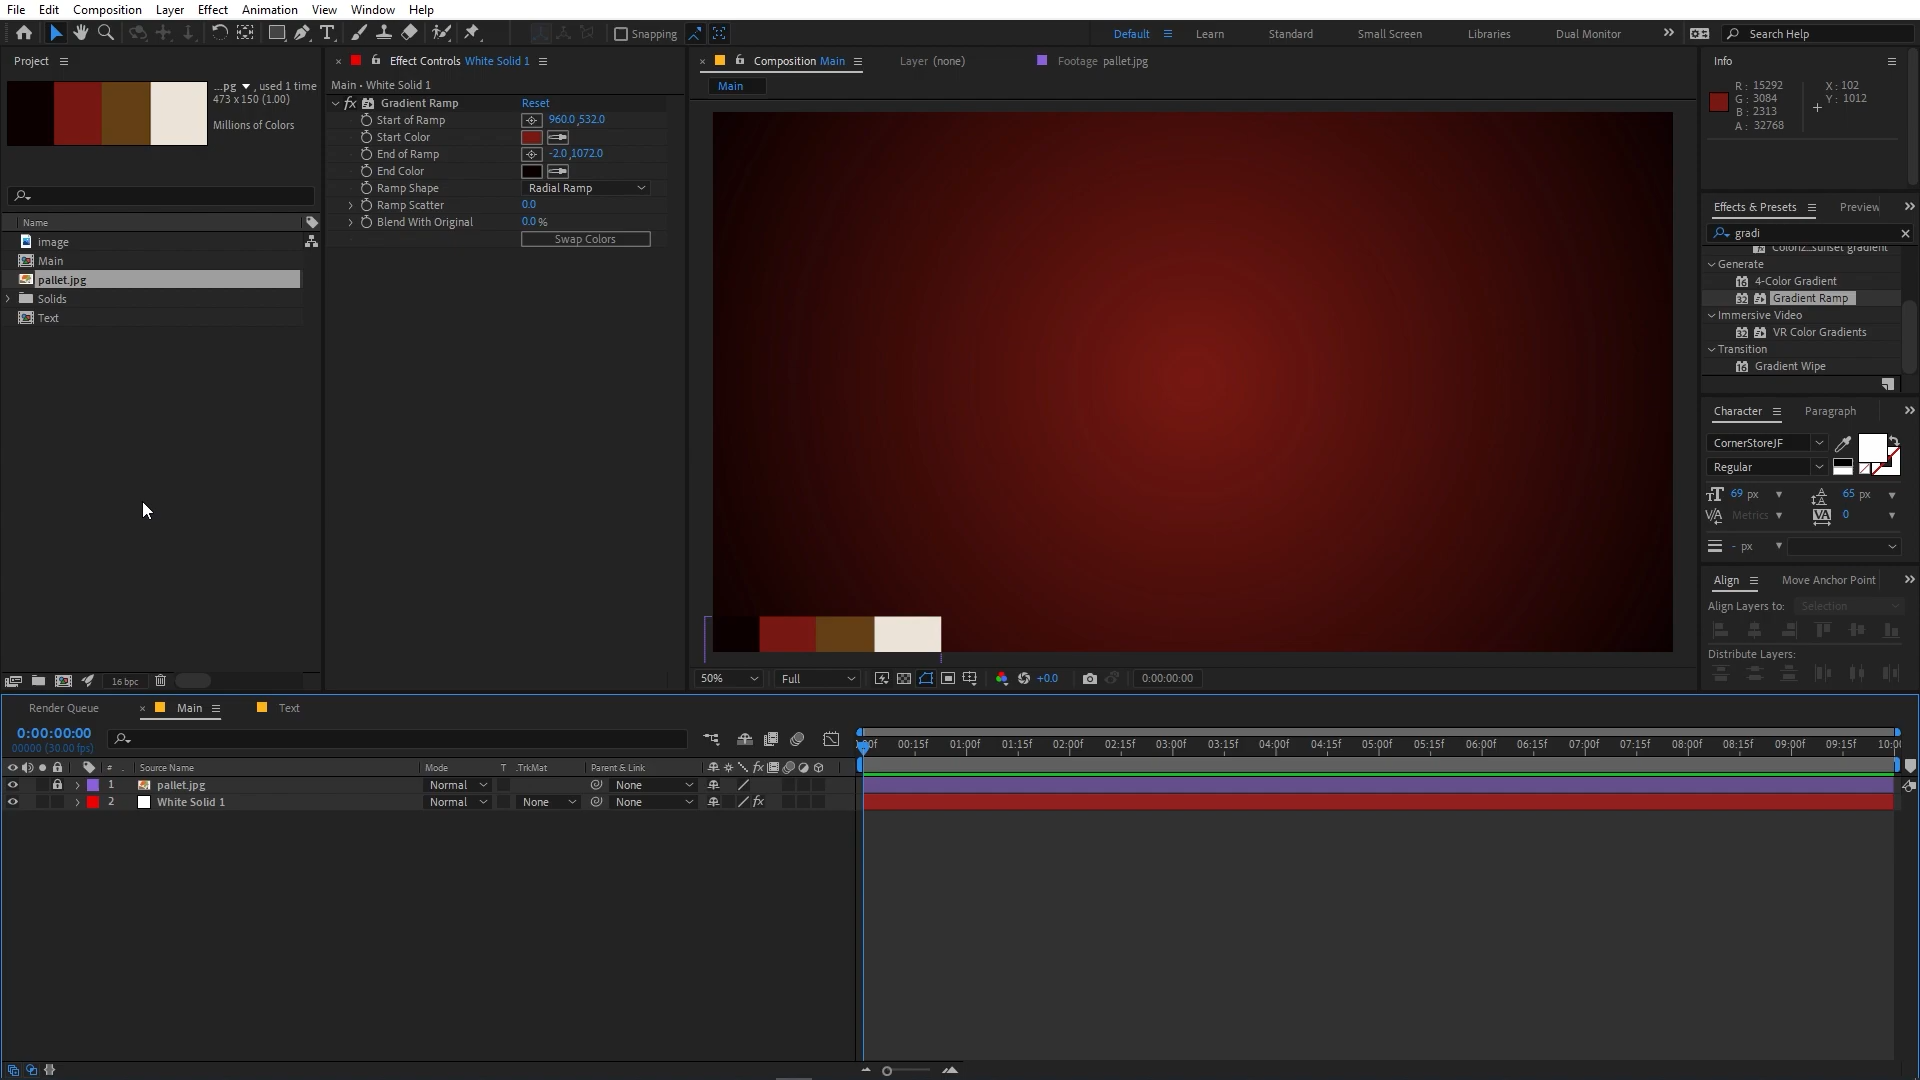 File Edit Composition Layer Effect Animation View Window Help
Snapping
Default Learn Standard Small Screen Libraries Dual Monitor
Search Help
Project
...pg ▼ , used 1 time
473 x 150 (1.00)
Millions of Colors
Name
image
Main
pallet.jpg
Solids
Text
16 bpc
Effect Controls White Solid 1
Main • White Solid 1
fx Gradient Ramp Reset
Start of Ramp 960.0,532.0
Start Color
End of Ramp -2.0,1072.0
End Color
Ramp Shape Radial Ramp
Ramp Scatter 0.0
Blend With Original 0.0 %
Swap Colors
Composition Main Layer (none) Footage pallet.jpg
Main
50% Full +0.0 0:00:00:00
Info
R: 15292 X: 102
G: 3084 Y: 1012
B: 2313
A: 32768
Effects & Presets Preview
gradi
Generate
4-Color Gradient
Gradient Ramp
Immersive Video
VR Color Gradients
Transition
Gradient Wipe
Character Paragraph
CornerStoreJF
Regular
69 px 65 px
Metrics 0
- px
Align Move Anchor Point
Align Layers to: Selection
Distribute Layers:
Render Queue Main Text
0:00:00:00
00000 (30.00 fps)
# Source Name Mode T .TrkMat Parent & Link fx
1 pallet.jpg Normal None
2 White Solid 1 Normal None None fx
00:15f 01:00f 01:15f 02:00f 02:15f 03:00f 03:15f 04:00f 04:15f 05:00f 05:15f 06:00f 06:15f 07:00f 07:15f 08:00f 08:15f 09:00f 09:15f